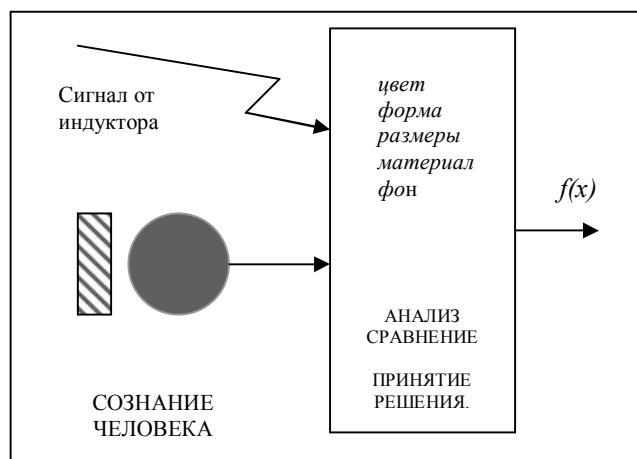 Сигнал от
индуктора
цвет
форма
размеры
материал
фон
f(x)
АНАЛИЗ
СРАВНЕНИЕ
ПРИНЯТИЕ
РЕШЕНИЯ.
СОЗНАНИЕ
ЧЕЛОВЕКА